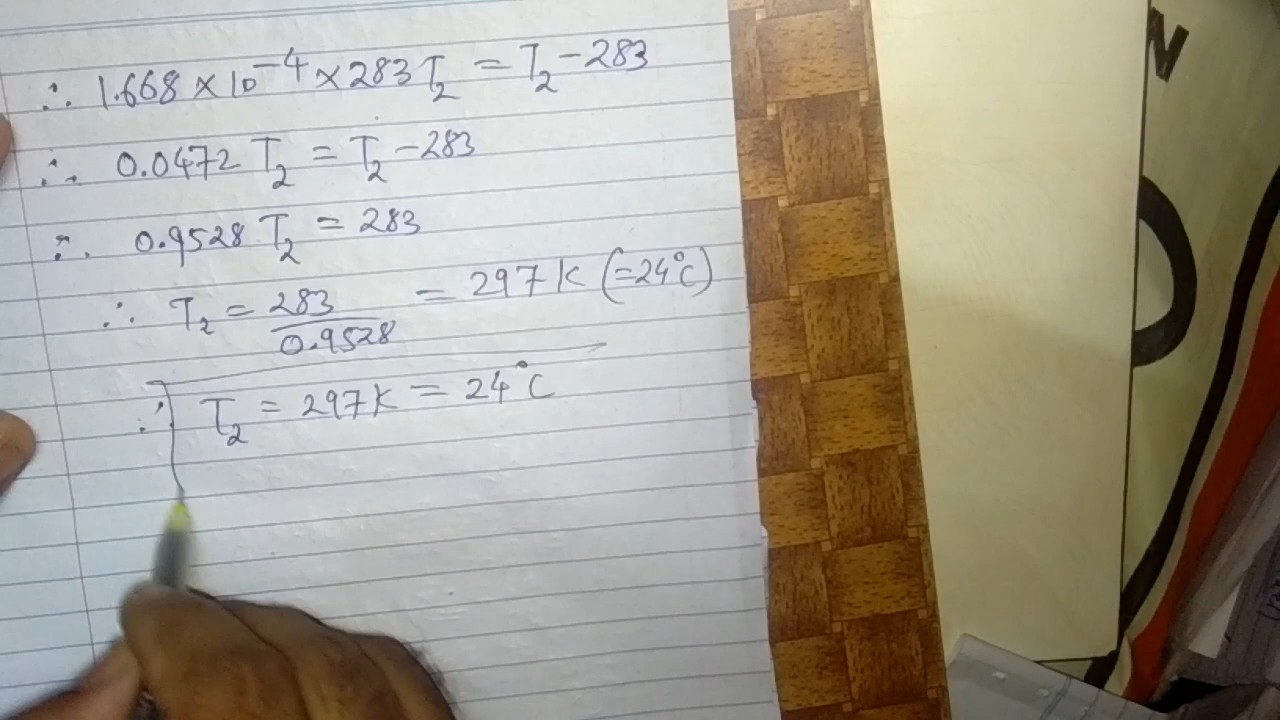 ∴ 1.668 × 10⁻⁴ × 283 T₂ = T₂ − 283
∴ 0.0472 T₂ = T₂ − 283
∴ 0.9528 T₂ = 283
∴ T₂ = 283/0.9528 = 297 K (=24°C)
∴ T₂ = 297 K = 24°C
N